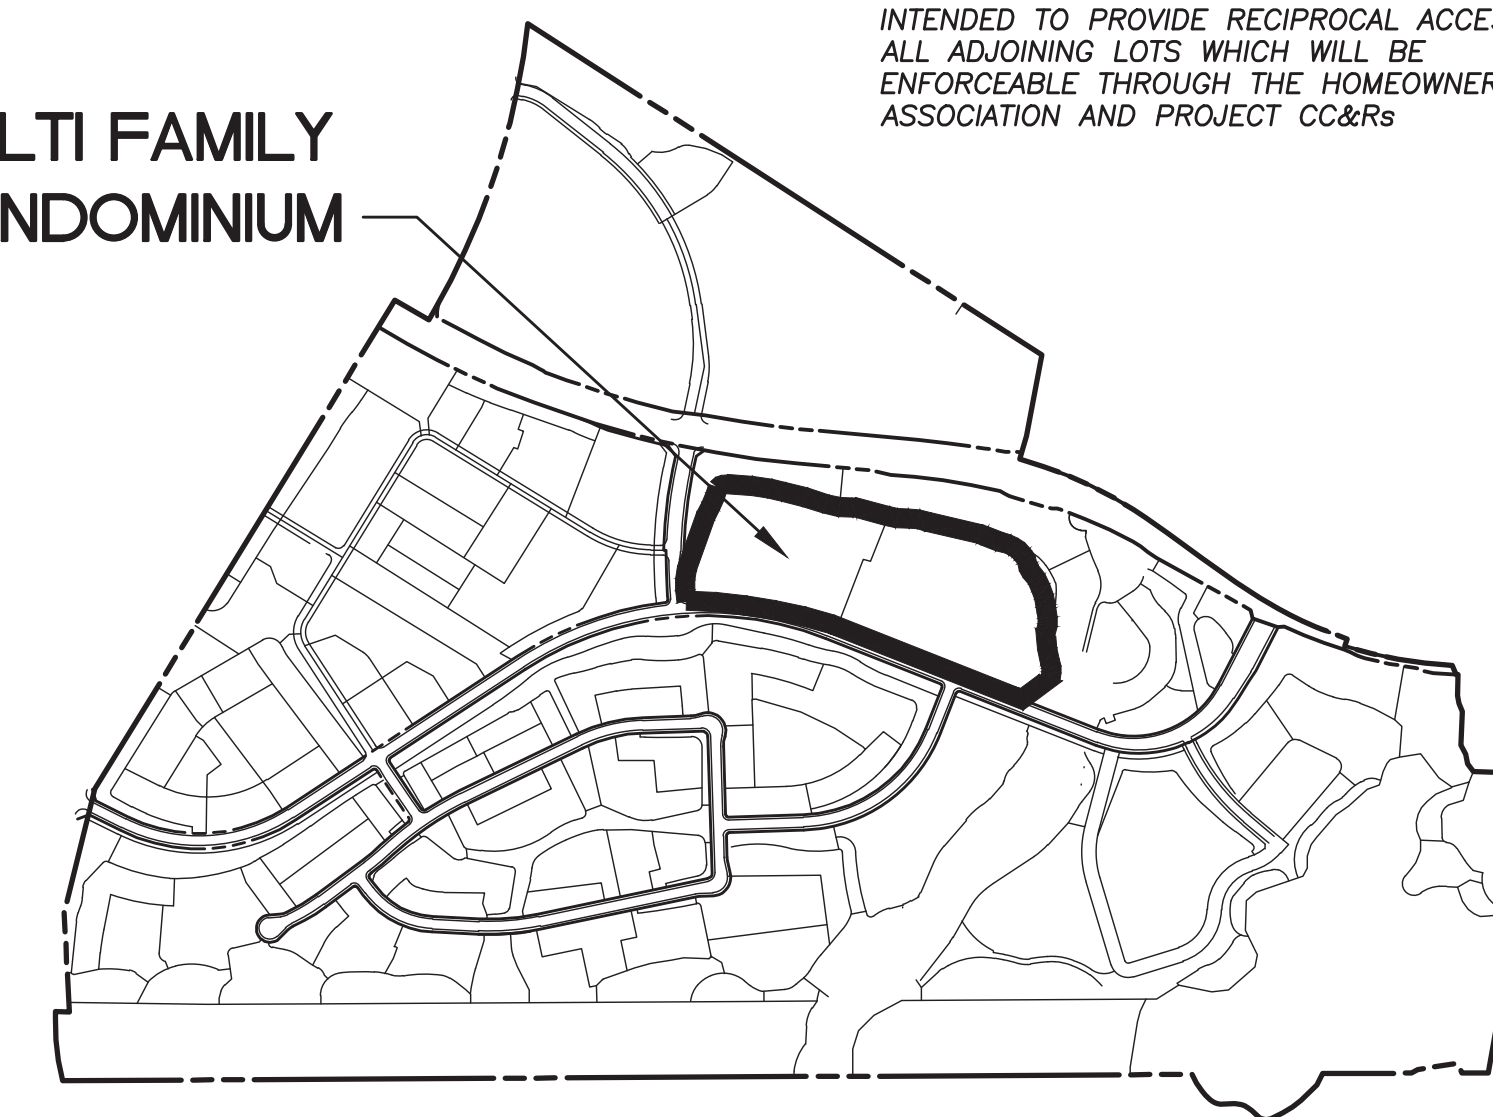 INTENDED TO PROVIDE RECIPROCAL
ALL ADJOINING LOTS WHICH WILL BE
ENFORCEABLE THROUGH THE HOMEOWNER
ASSOCIATION AND PROJECT CC&Rs
LTI FAMILY
NDOMINIUM